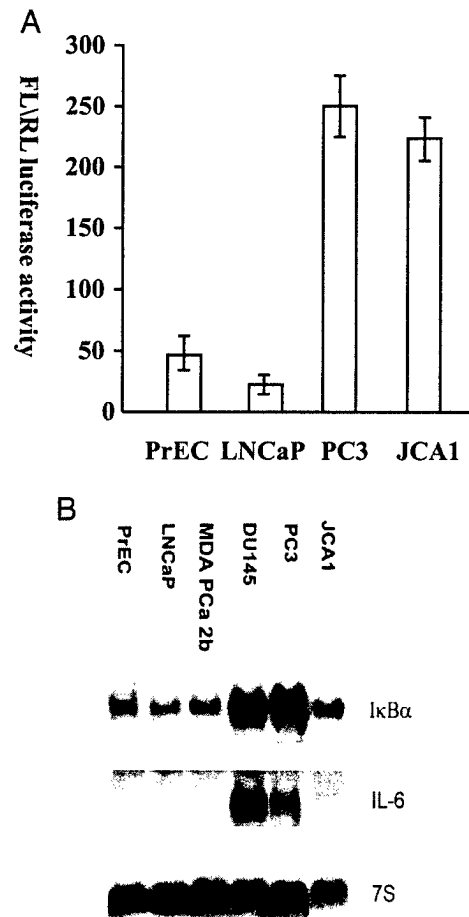 A
FL\RL luciferase activity
300
250
200
150
100
50
0
PrEC LNCaP PC3 JCA1
B
PrEC
LNCaP
MDA PCa 2b
DU145
PC3
JCA1
IκBα
IL-6
7S